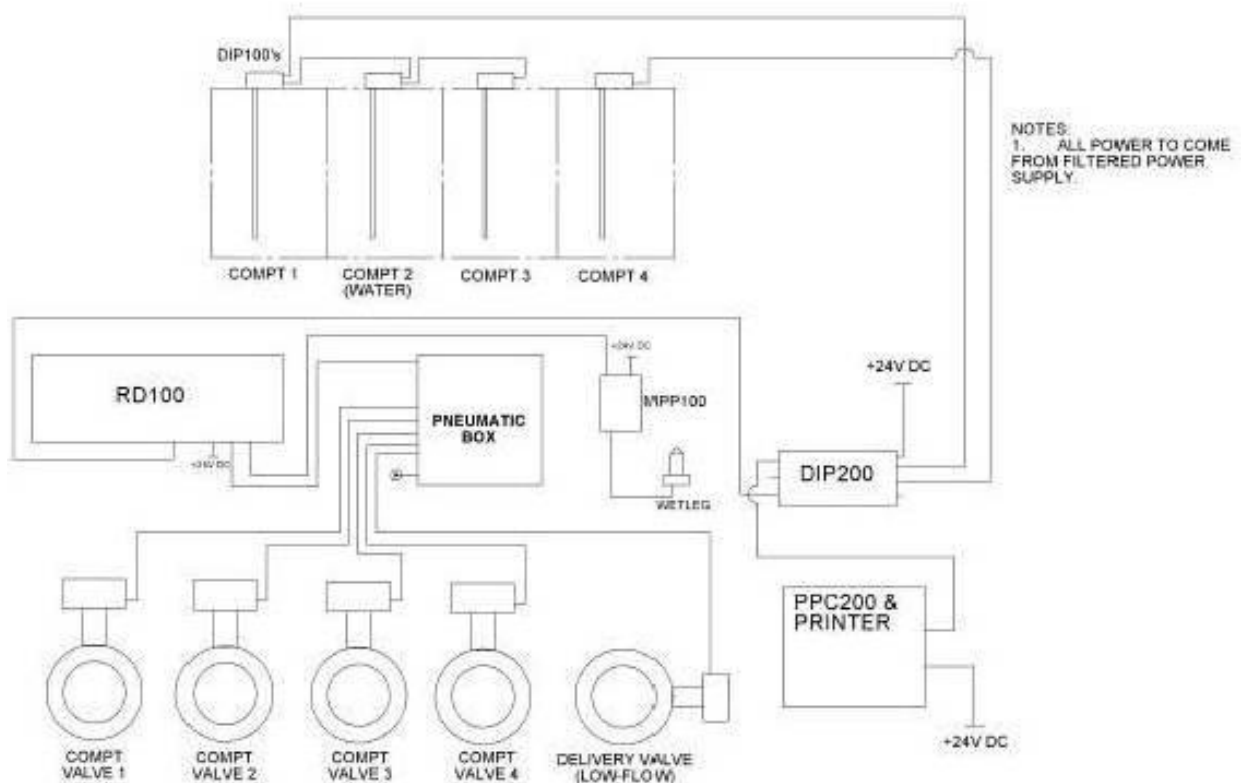 DIP100's
NOTES:
1. ALL POWER TO COME
FROM FILTERED POWER
SUPPLY.
COMPT 1
COMPT 2
(WATER)
COMPT 3
COMPT 4
+24V DC
+24V DC
RD100
MPP100
PNEUMATIC
BOX
+24V DC
DIP200
WETLEG
PPC200 &
PRINTER
+24V DC
COMPT
VALVE 1
COMPT
VALVE 2
COMPT
VALVE 3
COMPT
VALVE 4
DELIVERY VALVE
(LOW-FLOW)